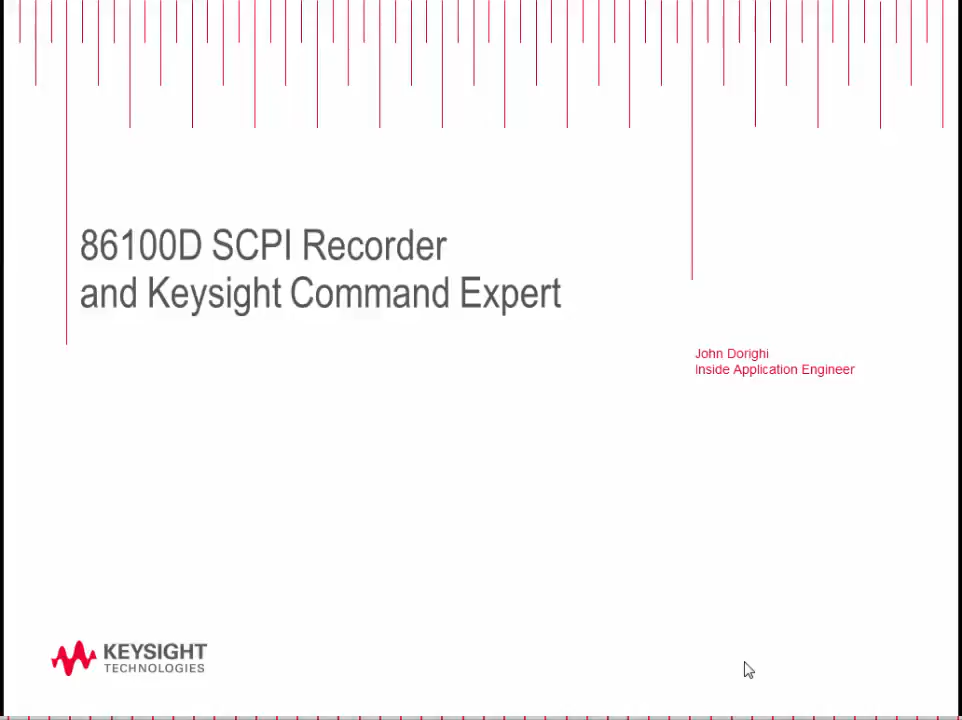 86100D SCPI Recorder
and Keysight Command Expert
John Dorighi
Inside Application Engineer
KEYSIGHT
TECHNOLOGIES